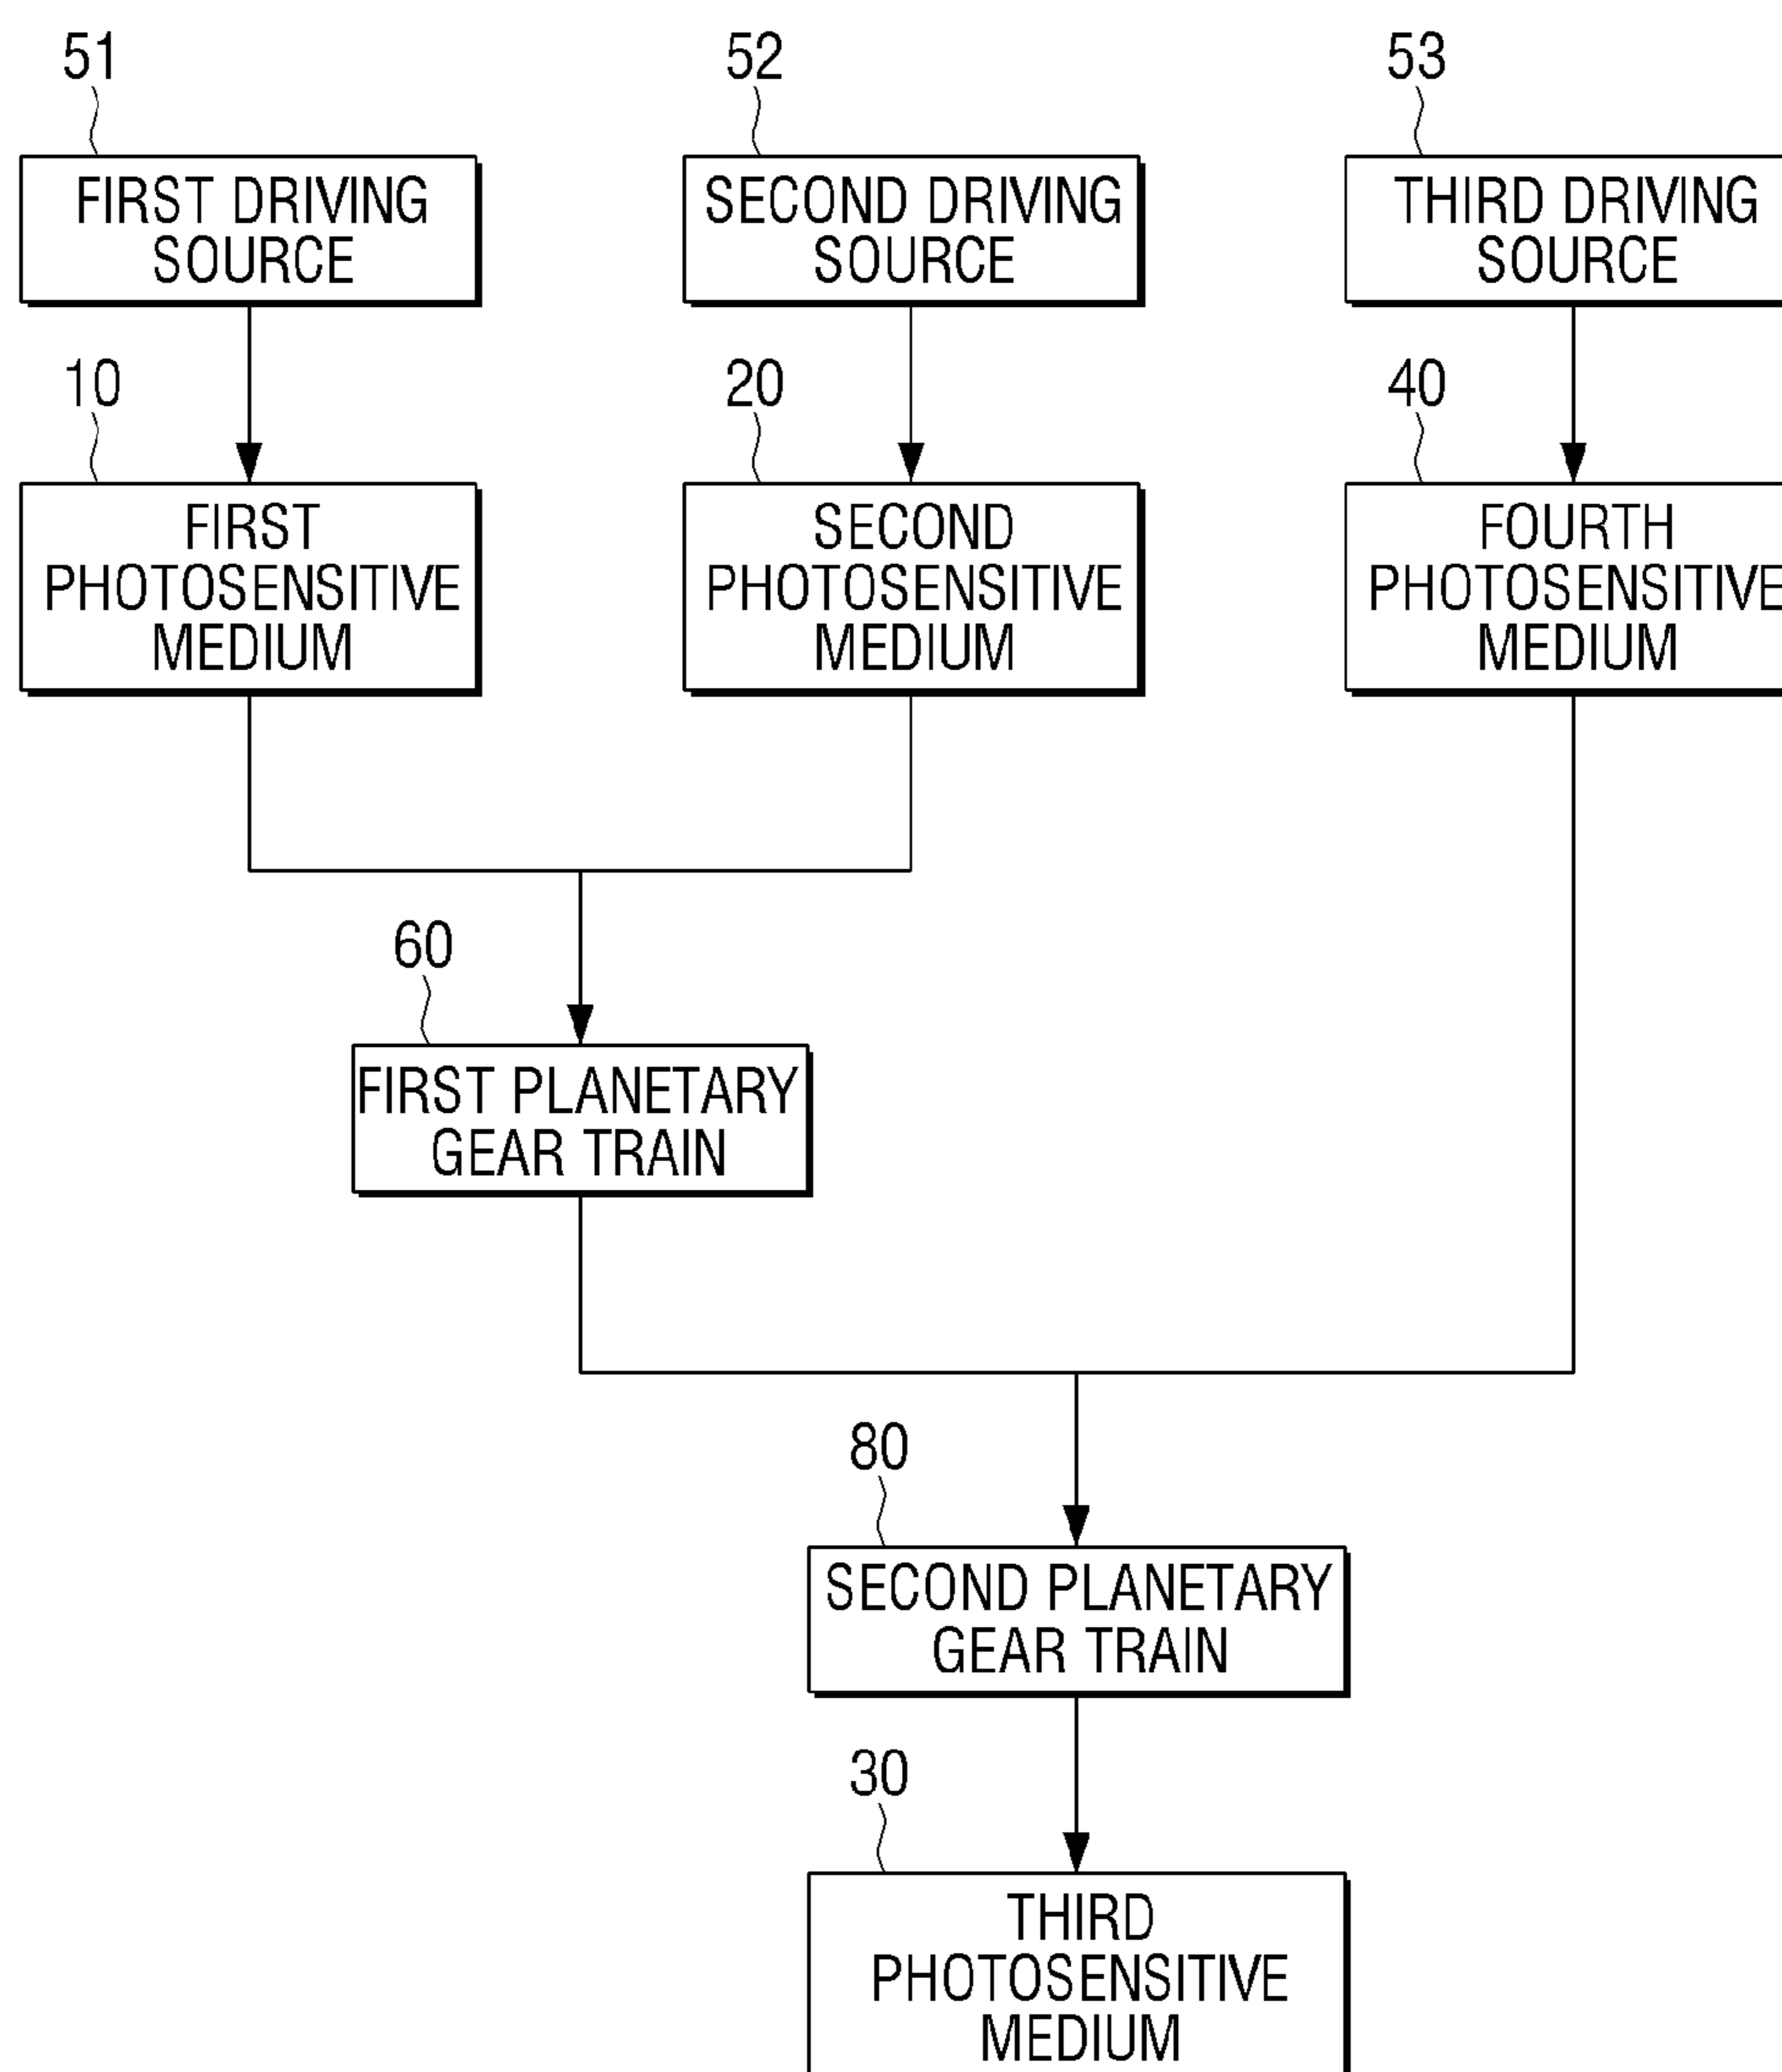 51
52
53
FIRST DRIVING
SOURCE
SECOND DRIVING
SOURCE
THIRD DRIVING
SOURCE
10
20
40
FIRST
PHOTOSENSITIVE
MEDIUM
SECOND
PHOTOSENSITIVE
MEDIUM
FOURTH
PHOTOSENSITIVE
MEDIUM
60
FIRST PLANETARY
GEAR TRAIN
80
SECOND PLANETARY
GEAR TRAIN
30
THIRD
PHOTOSENSITIVE
MEDIUM